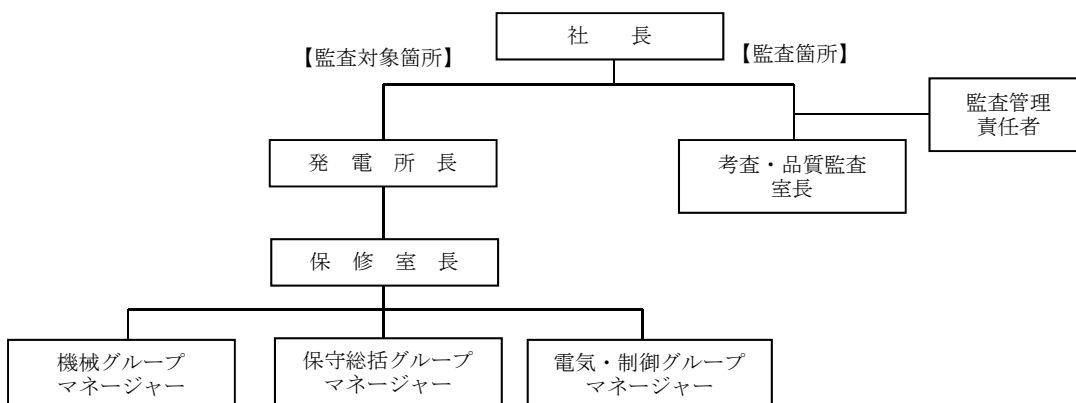 社　長
【監査対象箇所】
【監査箇所】
監査管理
責任者
発　電　所　長
考査・品質監査
室長
保　修　室　長
機械グループ
マネージャー
保守総括グループ
マネージャー
電気・制御グループ
マネージャー